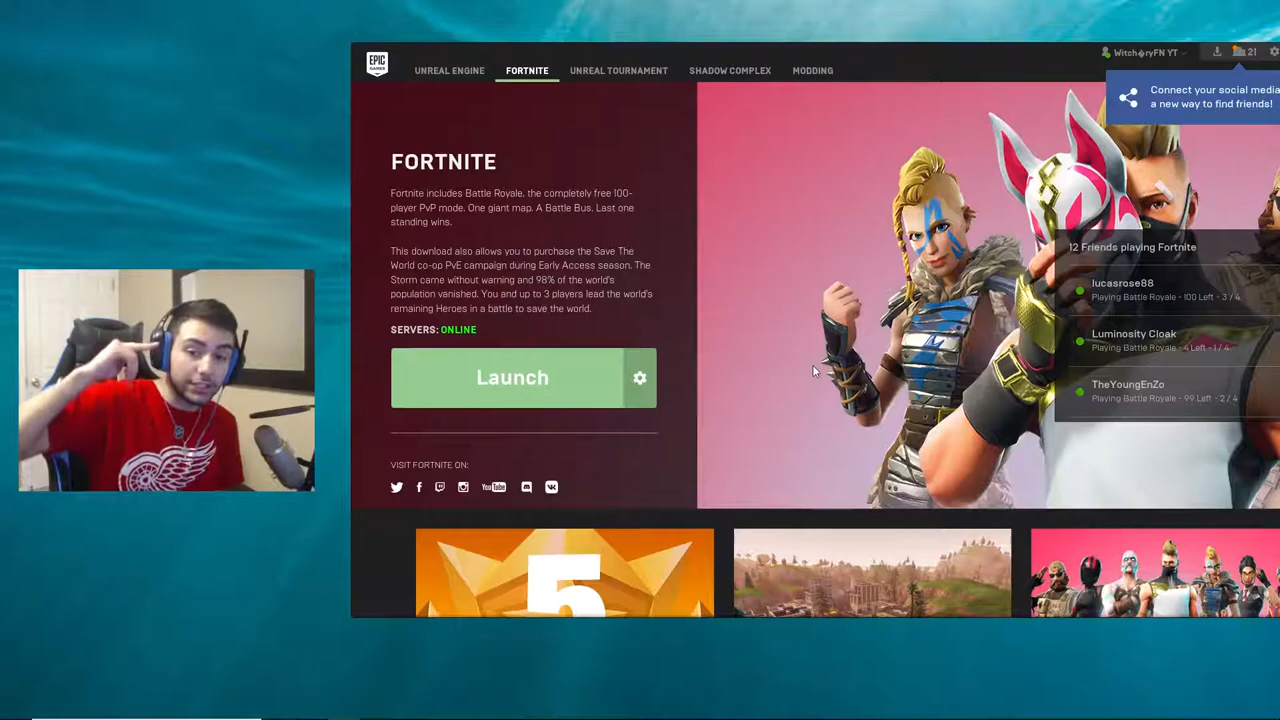 EPIC
GAMES
UNREAL ENGINE
FORTNITE
UNREAL TOURNAMENT
SHADOW COMPLEX
MODDING
Witch�ryFN YT
21
Connect your social media
a new way to find friends!
FORTNITE
Fortnite includes Battle Royale, the completely free 100-
player PvP mode. One giant map. A Battle Bus. Last one
standing wins.
This download also allows you to purchase the Save The
World co-op PvE campaign during Early Access season. The
Storm came without warning and 98% of the world's
population vanished. You and up to 3 players lead the world's
remaining Heroes in a battle to save the world.
SERVERS: ONLINE
Launch
VISIT FORTNITE ON:
You Tube
12 Friends playing Fortnite
lucasrose88
Playing Battle Royale - 100 Left - 3 / 4
Luminosity Cloak
Playing Battle Royale - 4 Left - 1 / 4
TheYoungEnZo
Playing Battle Royale - 99 Left - 2 / 4
5